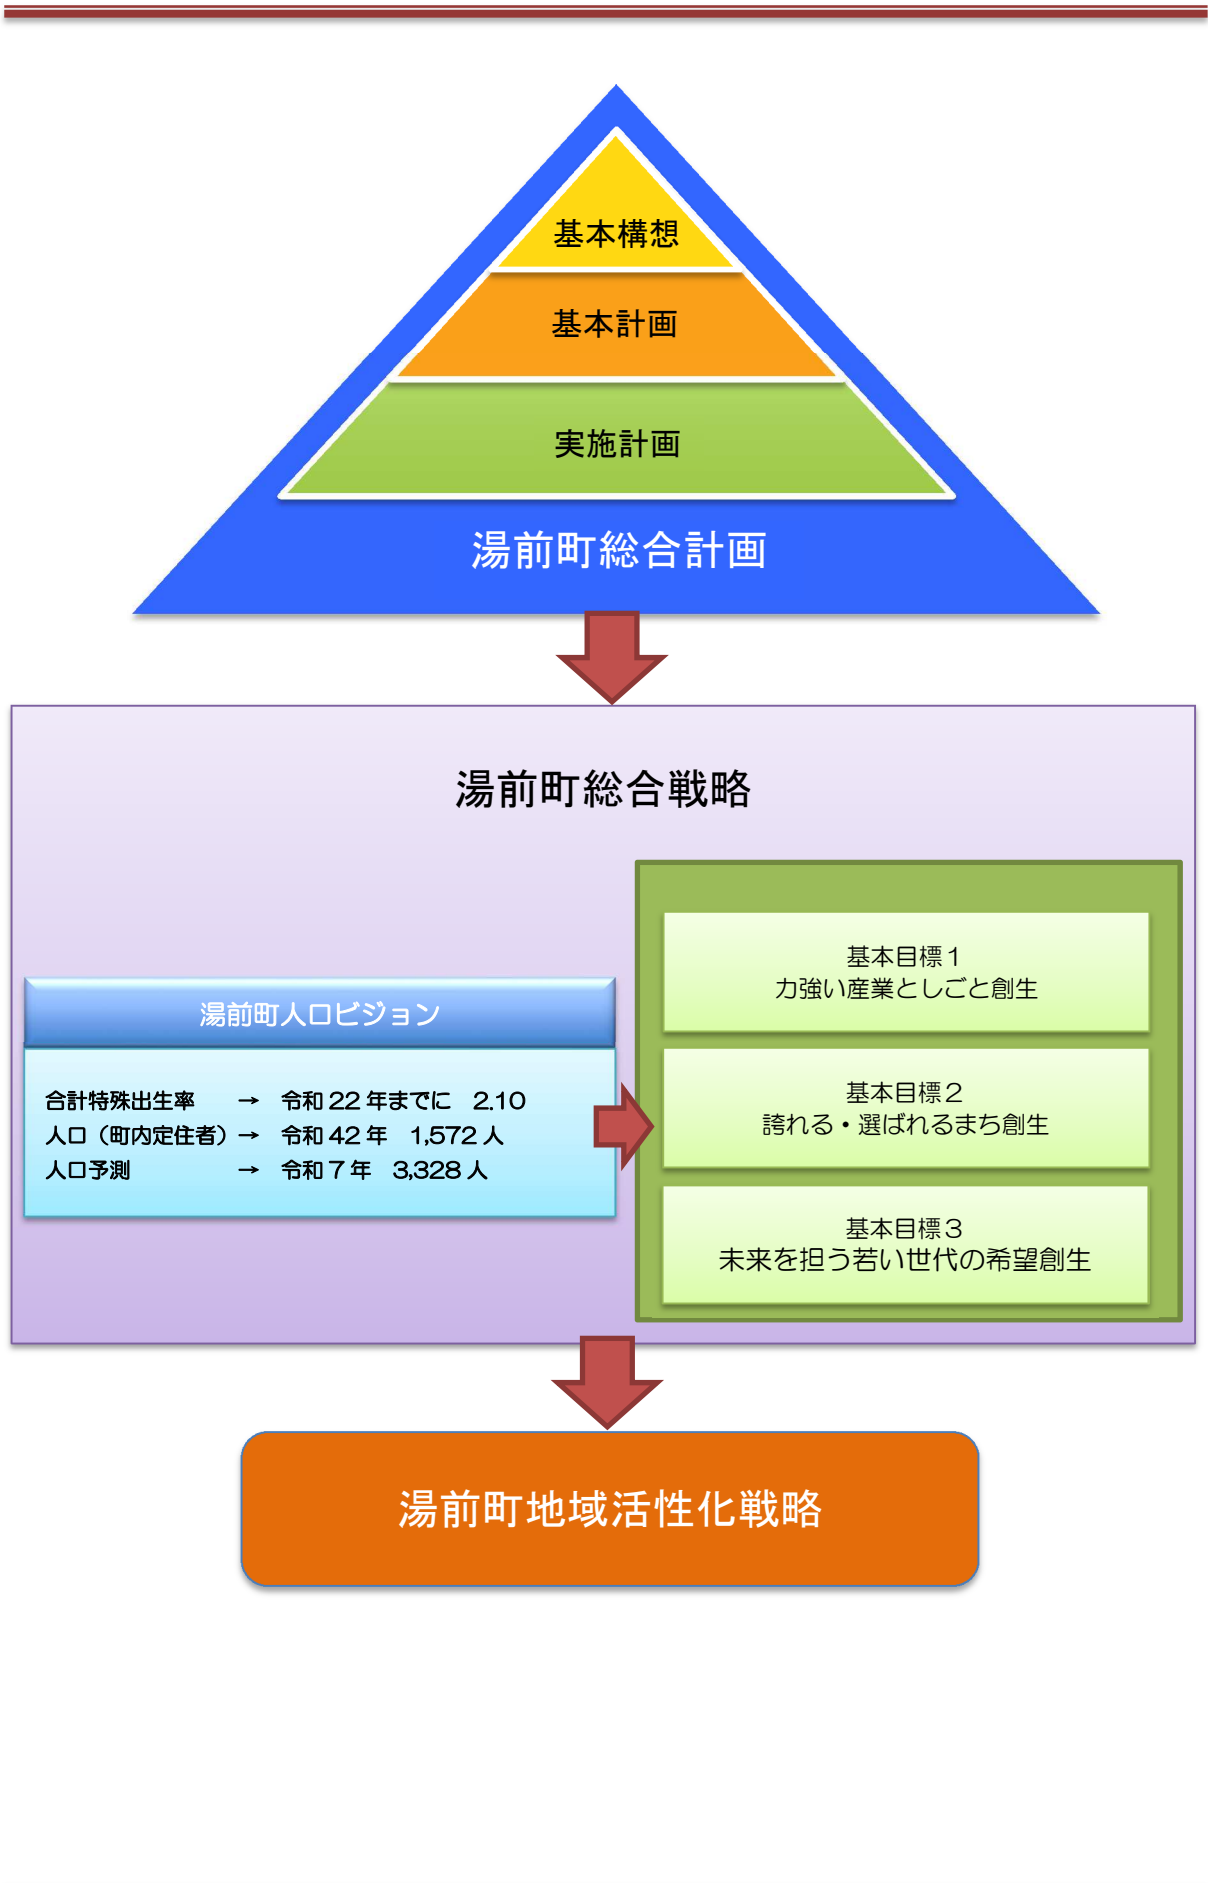 基本構想
基本計画
実施計画
湯前町総合計画
湯前町総合戦略
湯前町人口ビジョン
合計特殊出生率　　→　令和 22 年までに　2.10
人口（町内定住者）→　令和 42 年　1,572 人
人口予測　　　　　→　令和 7 年　3,328 人
基本目標１
力強い産業としごと創生
基本目標２
誇れる・選ばれるまち創生
基本目標３
未来を担う若い世代の希望創生
湯前町地域活性化戦略